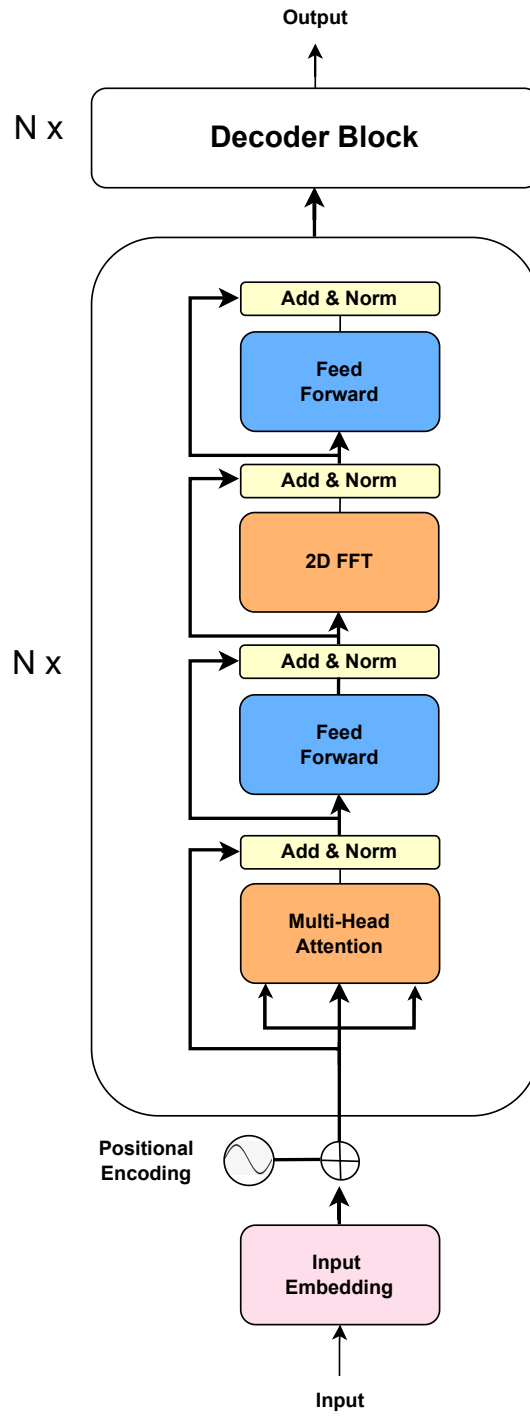 Output
N x
Decoder Block
Add & Norm
Feed
Forward
Add & Norm
2D FFT
N x
Add & Norm
Feed
Forward
Add & Norm
Multi-Head
Attention
Positional
Encoding
Input
Embedding
Input